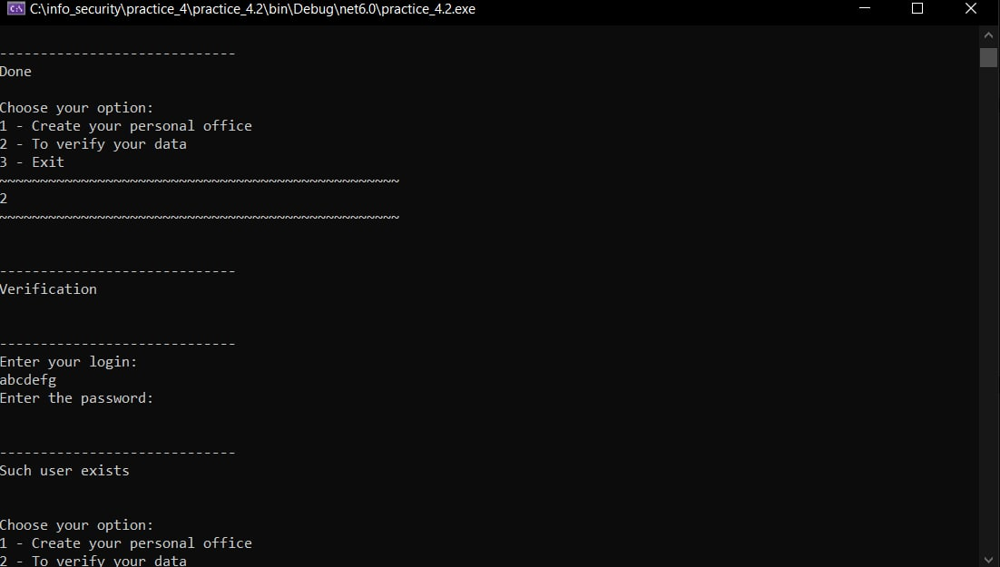 C:\info_security\practice_4\practice_4.2\bin\Debug\net6.0\practice_4.2.exe
-----------------------------
Done
Choose your option:
1 - Create your personal office
2 - To verify your data
3 - Exit
~~~~~~~~~~~~~~~~~~~~~~~~~~~~~~~~~~~~~~~~~~~~~~~~~
2
~~~~~~~~~~~~~~~~~~~~~~~~~~~~~~~~~~~~~~~~~~~~~~~~~
-----------------------------
Verification
-----------------------------
Enter your login:
abcdefg
Enter the password:
-----------------------------
Such user exists
Choose your option:
1 - Create your personal office
2 - To verify your data